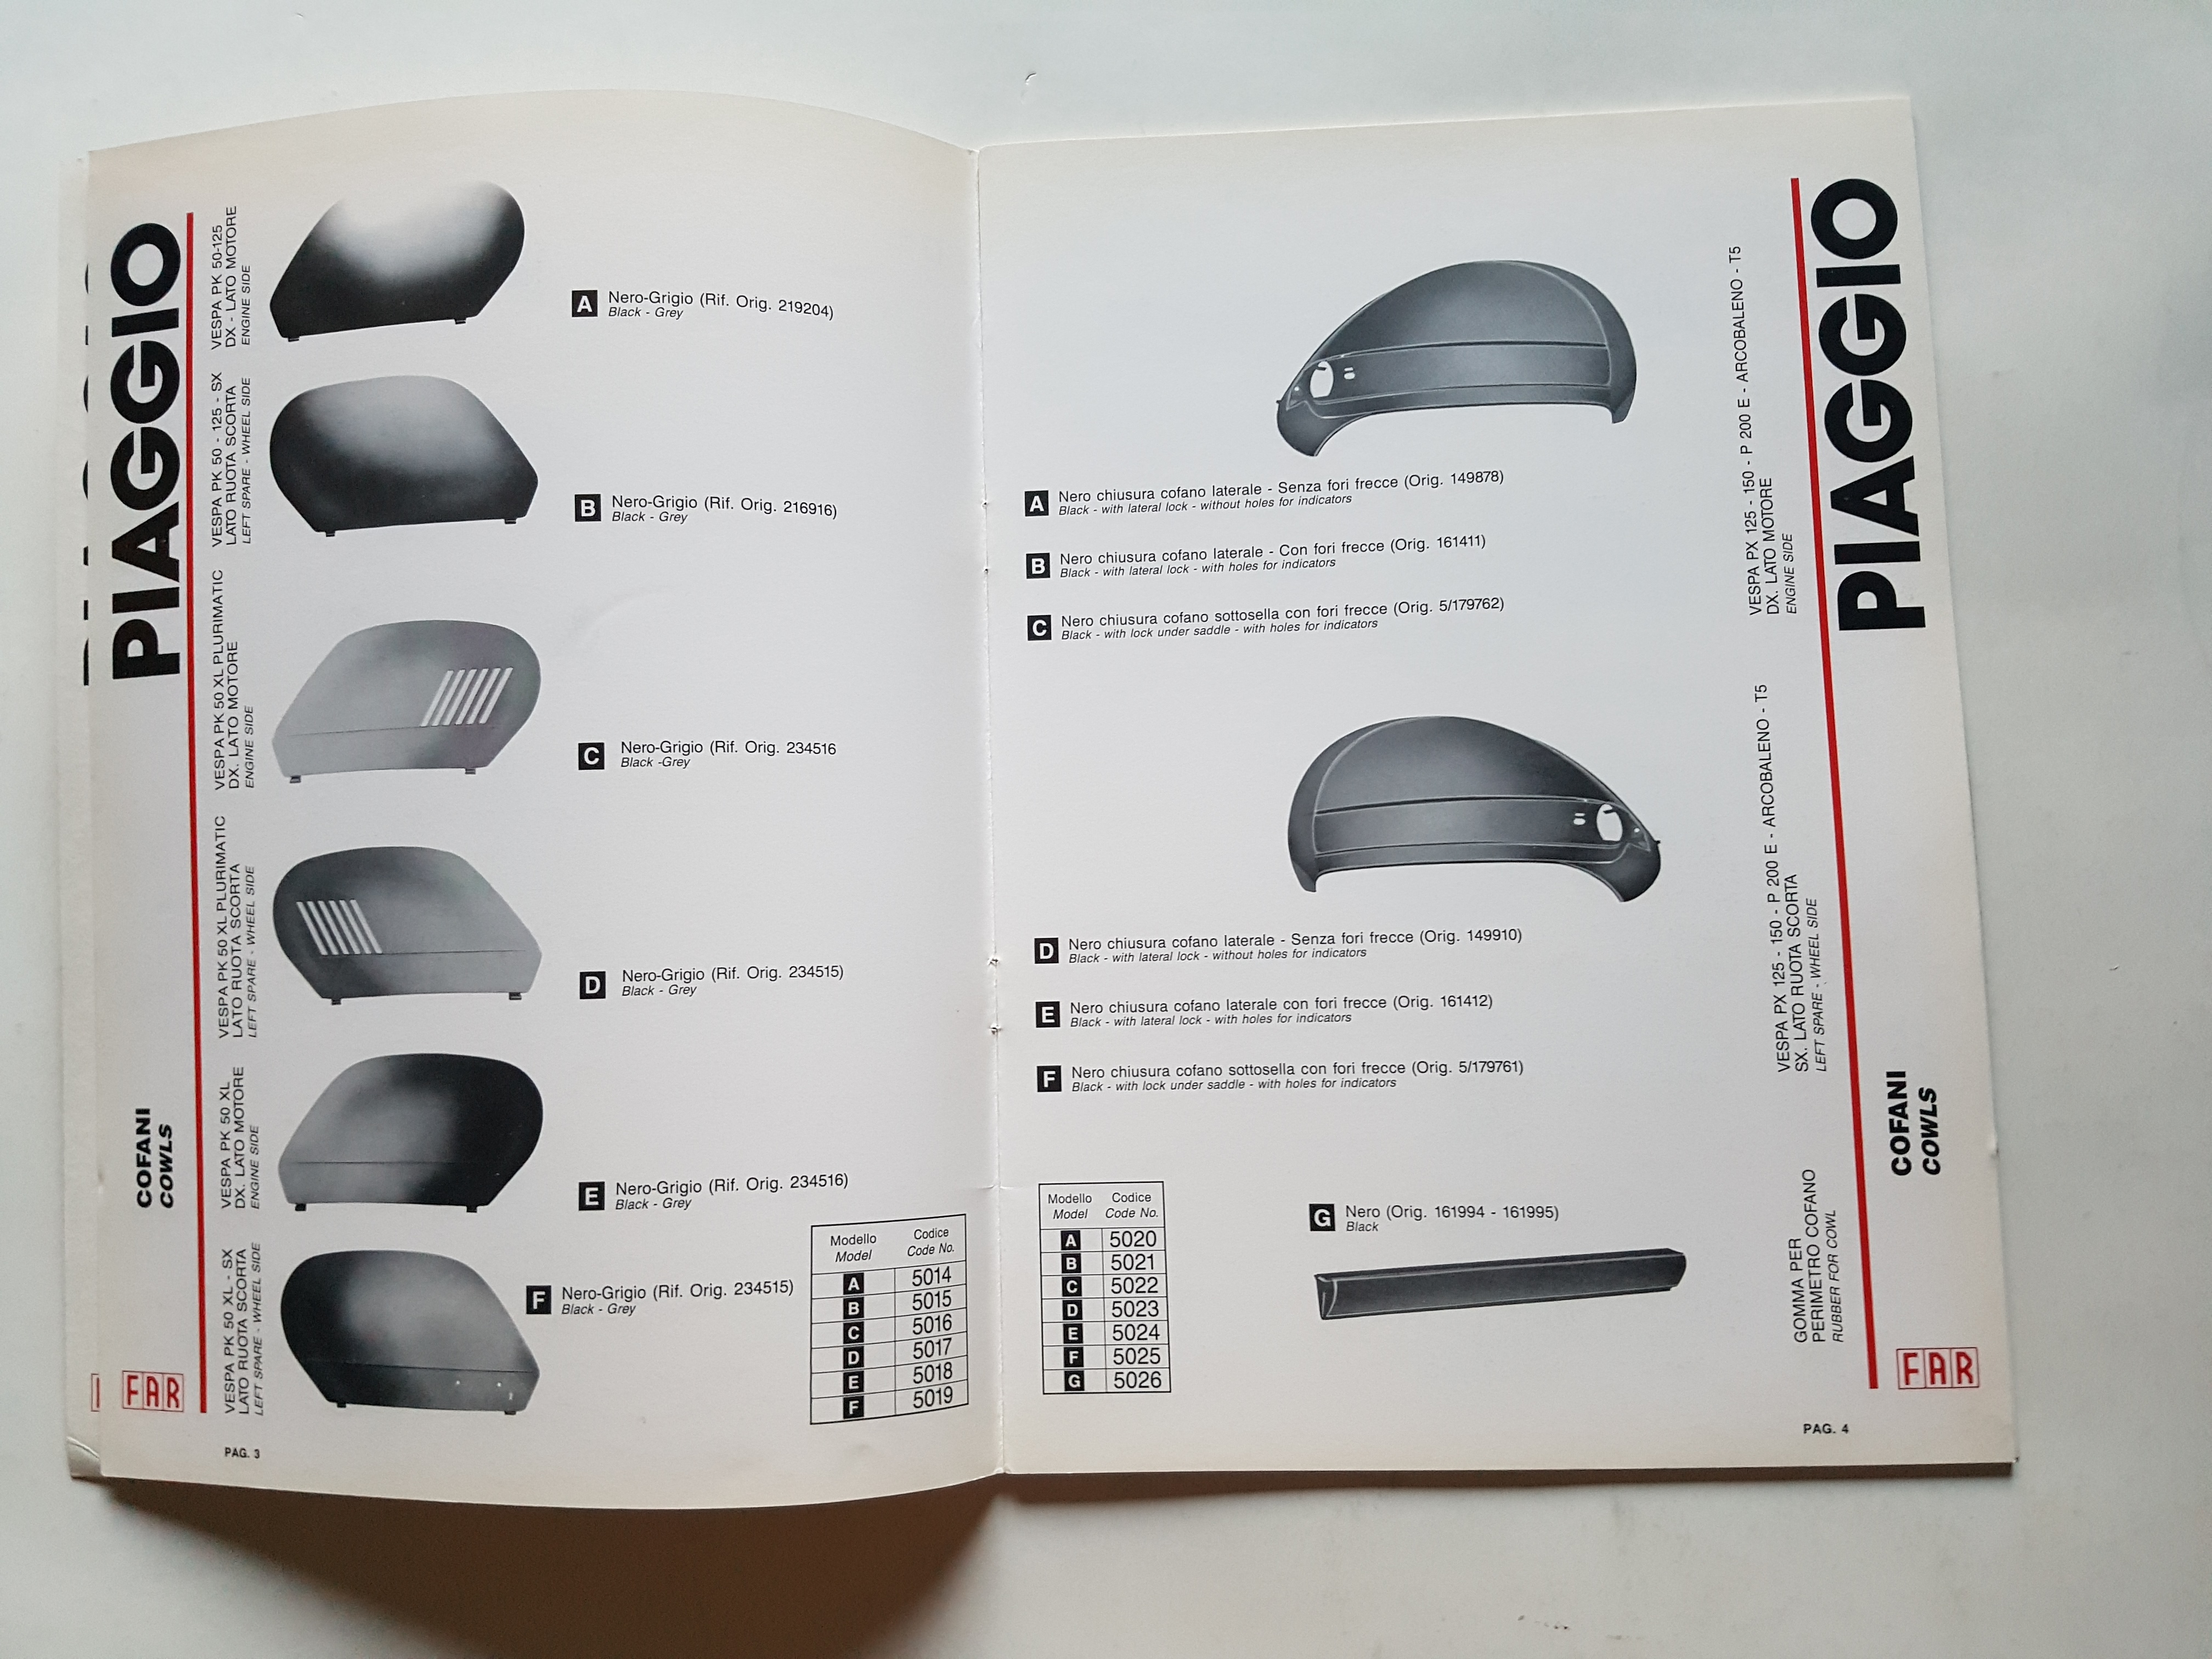 PIAGGIO
COFANI
COWLS
FAR
VESPA PK 50-125
DX - LATO MOTORE
ENGINE SIDE
A Nero-Grigio (Rif. Orig. 219204)
Black - Grey
VESPA PK 50 - 125 - SX
LATO RUOTA SCORTA
LEFT SPARE - WHEEL SIDE
B Nero-Grigio (Rif. Orig. 216916)
Black - Grey
VESPA PK 50 XL PLURIMATIC
DX. LATO MOTORE
ENGINE SIDE
C Nero-Grigio (Rif. Orig. 234516
Black -Grey
VESPA PK 50 XL PLURIMATIC
LATO RUOTA SCORTA
LEFT SPARE - WHEEL SIDE
D Nero-Grigio (Rif. Orig. 234515)
Black - Grey
VESPA PK 50 XL
DX. LATO MOTORE
ENGINE SIDE
E Nero-Grigio (Rif. Orig. 234516)
Black - Grey
VESPA PK 50 XL - SX
LATO RUOTA SCORTA
LEFT SPARE - WHEEL SIDE
F Nero-Grigio (Rif. Orig. 234515)
Black - Grey
Modello Codice
Model Code No.
A 5014
B 5015
C 5016
D 5017
E 5018
F 5019
PAG. 3
PIAGGIO
COFANI
COWLS
FAR
VESPA PX 125 - 150 - P 200 E - ARCOBALENO - T5
DX. LATO MOTORE
ENGINE SIDE
A Nero chiusura cofano laterale - Senza fori frecce (Orig. 149878)
Black - with lateral lock - without holes for indicators
B Nero chiusura cofano laterale - Con fori frecce (Orig. 161411)
Black - with lateral lock - with holes for indicators
C Nero chiusura cofano sottosella con fori frecce (Orig. 5/179762)
Black - with lock under saddle - with holes for indicators
VESPA PX 125 - 150 - P 200 E - ARCOBALENO - T5
SX. LATO RUOTA SCORTA
LEFT SPARE - WHEEL SIDE
D Nero chiusura cofano laterale - Senza fori frecce (Orig. 149910)
Black - with lateral lock - without holes for indicators
E Nero chiusura cofano laterale con fori frecce (Orig. 161412)
Black - with lateral lock - with holes for indicators
F Nero chiusura cofano sottosella con fori frecce (Orig. 5/179761)
Black - with lock under saddle - with holes for indicators
Modello Codice
Model Code No.
A 5020
B 5021
C 5022
D 5023
E 5024
F 5025
G 5026
G Nero (Orig. 161994 - 161995)
Black
GOMMA PER
PERIMETRO COFANO
RUBBER FOR COWL
PAG. 4